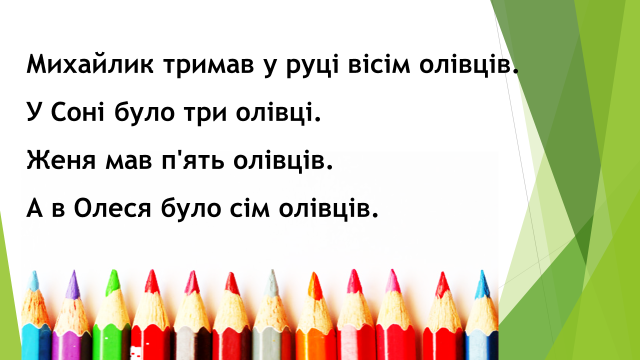 Михайлик тримав у руці вісім олівців.
У Соні було три олівці.
Женя мав п'ять олівців.
А в Олеся було сім олівців.